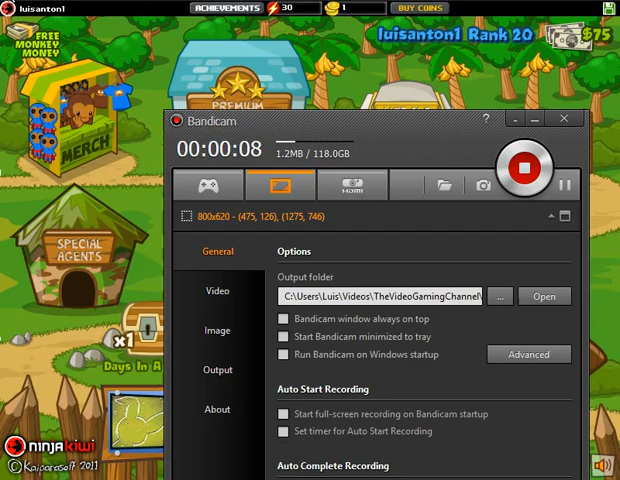 luisanton1
ACHIEVEMENTS
30
1
BUY COINS
FREE
MONKEY
MONEY
luisanton1 Rank 20
$75
PREMIUM
MERCH
Bandicam
?
00:00:08
1.2MB / 118.0GB
HDMI
800x620 - (475, 126), (1275, 746)
SPECIAL
AGENTS
General
Video
Image
Output
About
Options
Output folder
C:\Users\Luis\Videos\TheVideoGamingChannel\
...
Open
Bandicam window always on top
Start Bandicam minimized to tray
Run Bandicam on Windows startup
Advanced
x1
Days In A
Auto Start Recording
Start full-screen recording on Bandicam startup
Set timer for Auto Start Recording
Auto Complete Recording
ninjakiwi
© Kaiparasoft 2011